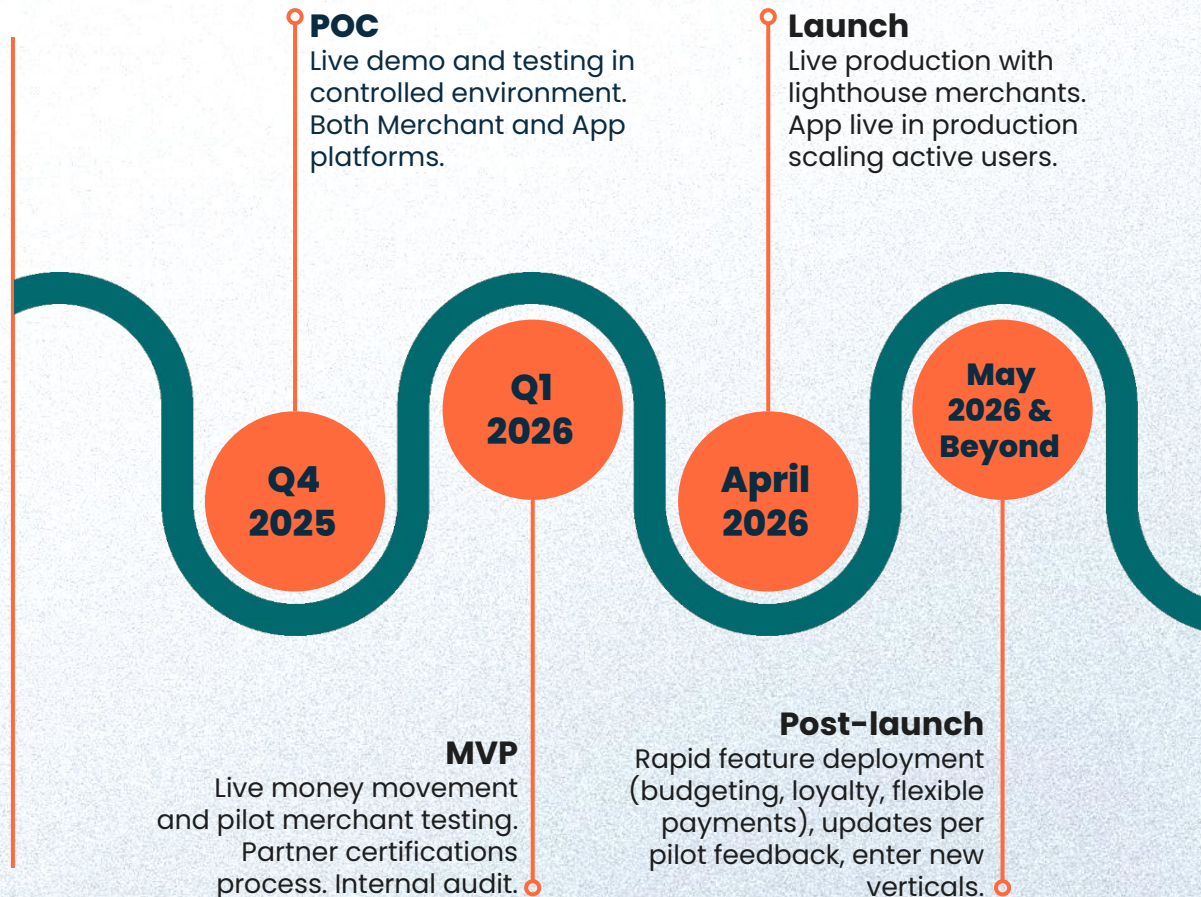 POC
Live demo and testing in
controlled environment.
Both Merchant and App
platforms.
Launch
Live production with
lighthouse merchants.
App live in production
scaling active users.
Q4
2025
Q1
2026
April
2026
May
2026 &
Beyond
MVP
Live money movement
and pilot merchant testing.
Partner certifications
process. Internal audit.
Post-launch
Rapid feature deployment
(budgeting, loyalty, flexible
payments), updates per
pilot feedback, enter new
verticals.